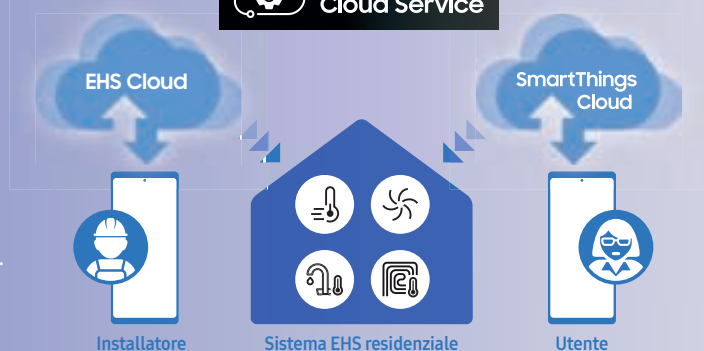 Cloud Service
EHS Cloud
SmartThings
Cloud
Installatore
Sistema EHS residenziale
Utente